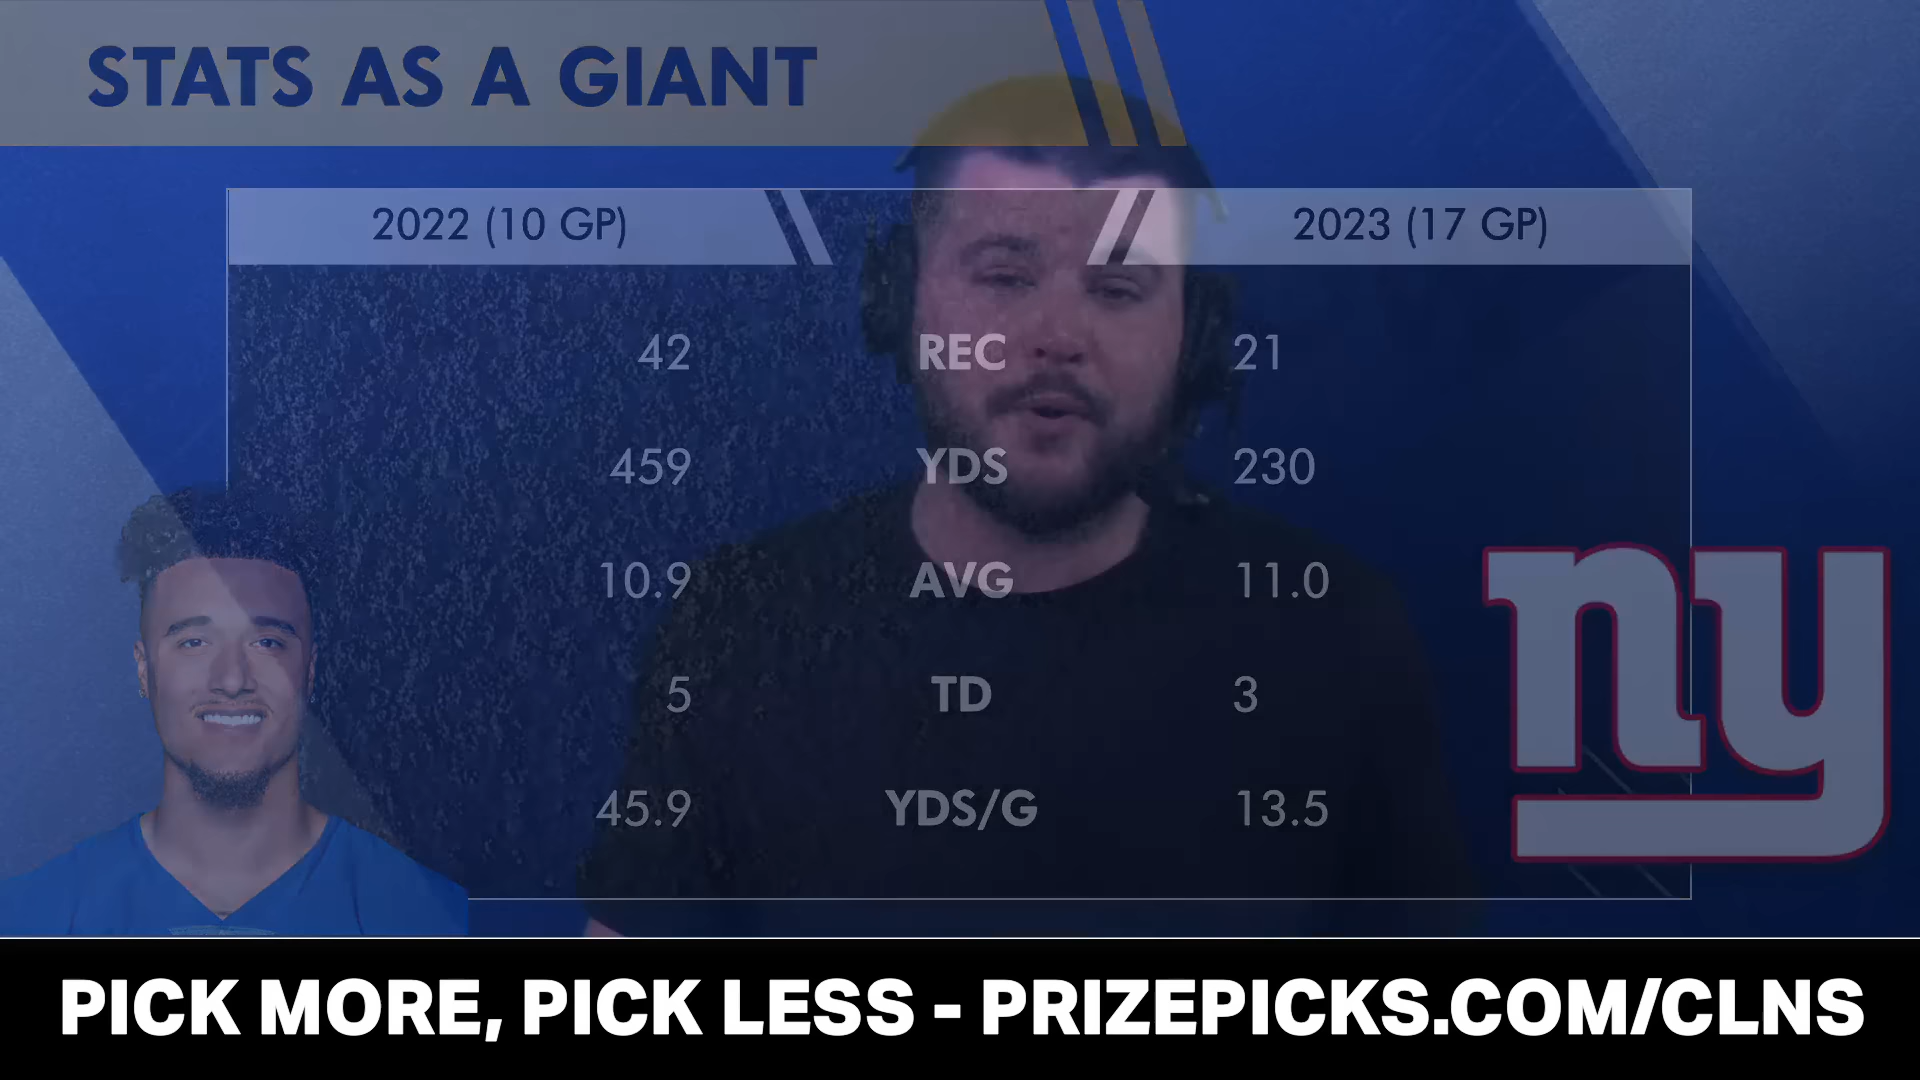 STATS AS A GIANT
2022 (10 GP) 2023 (17 GP)
42 REC 21
459 YDS 230
10.9 AVG 11.0
5 TD 3
45.9 YDS/G 13.5
ny
PICK MORE, PICK LESS - PRIZEPICKS.COM/CLNS